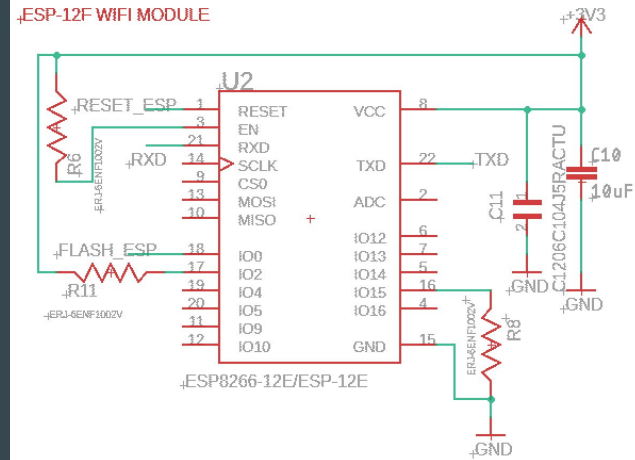 ESP-12F WIFI MODULE
+3V3
U2
RESET_ESP
1
RESET
VCC
8
3
EN
21
RXD
RXD
TXD
22
TXD
14
SCLK
9
CS0
ADC
2
13
MOSI
10
MISO
IO12
6
IO13
7
FLASH_ESP
18
IO0
IO14
5
17
IO2
IO15
16
19
IO4
IO16
4
20
IO5
11
IO9
12
IO10
GND
15
ESP8266-12E/ESP-12E
R6
ERJ-6ENF1002V
R11
ERJ-6ENF1002V
C11
1
2
GND
C1206C104J5RACTU
C10
10uF
GND
R8
ERJ-6ENF1002V
GND